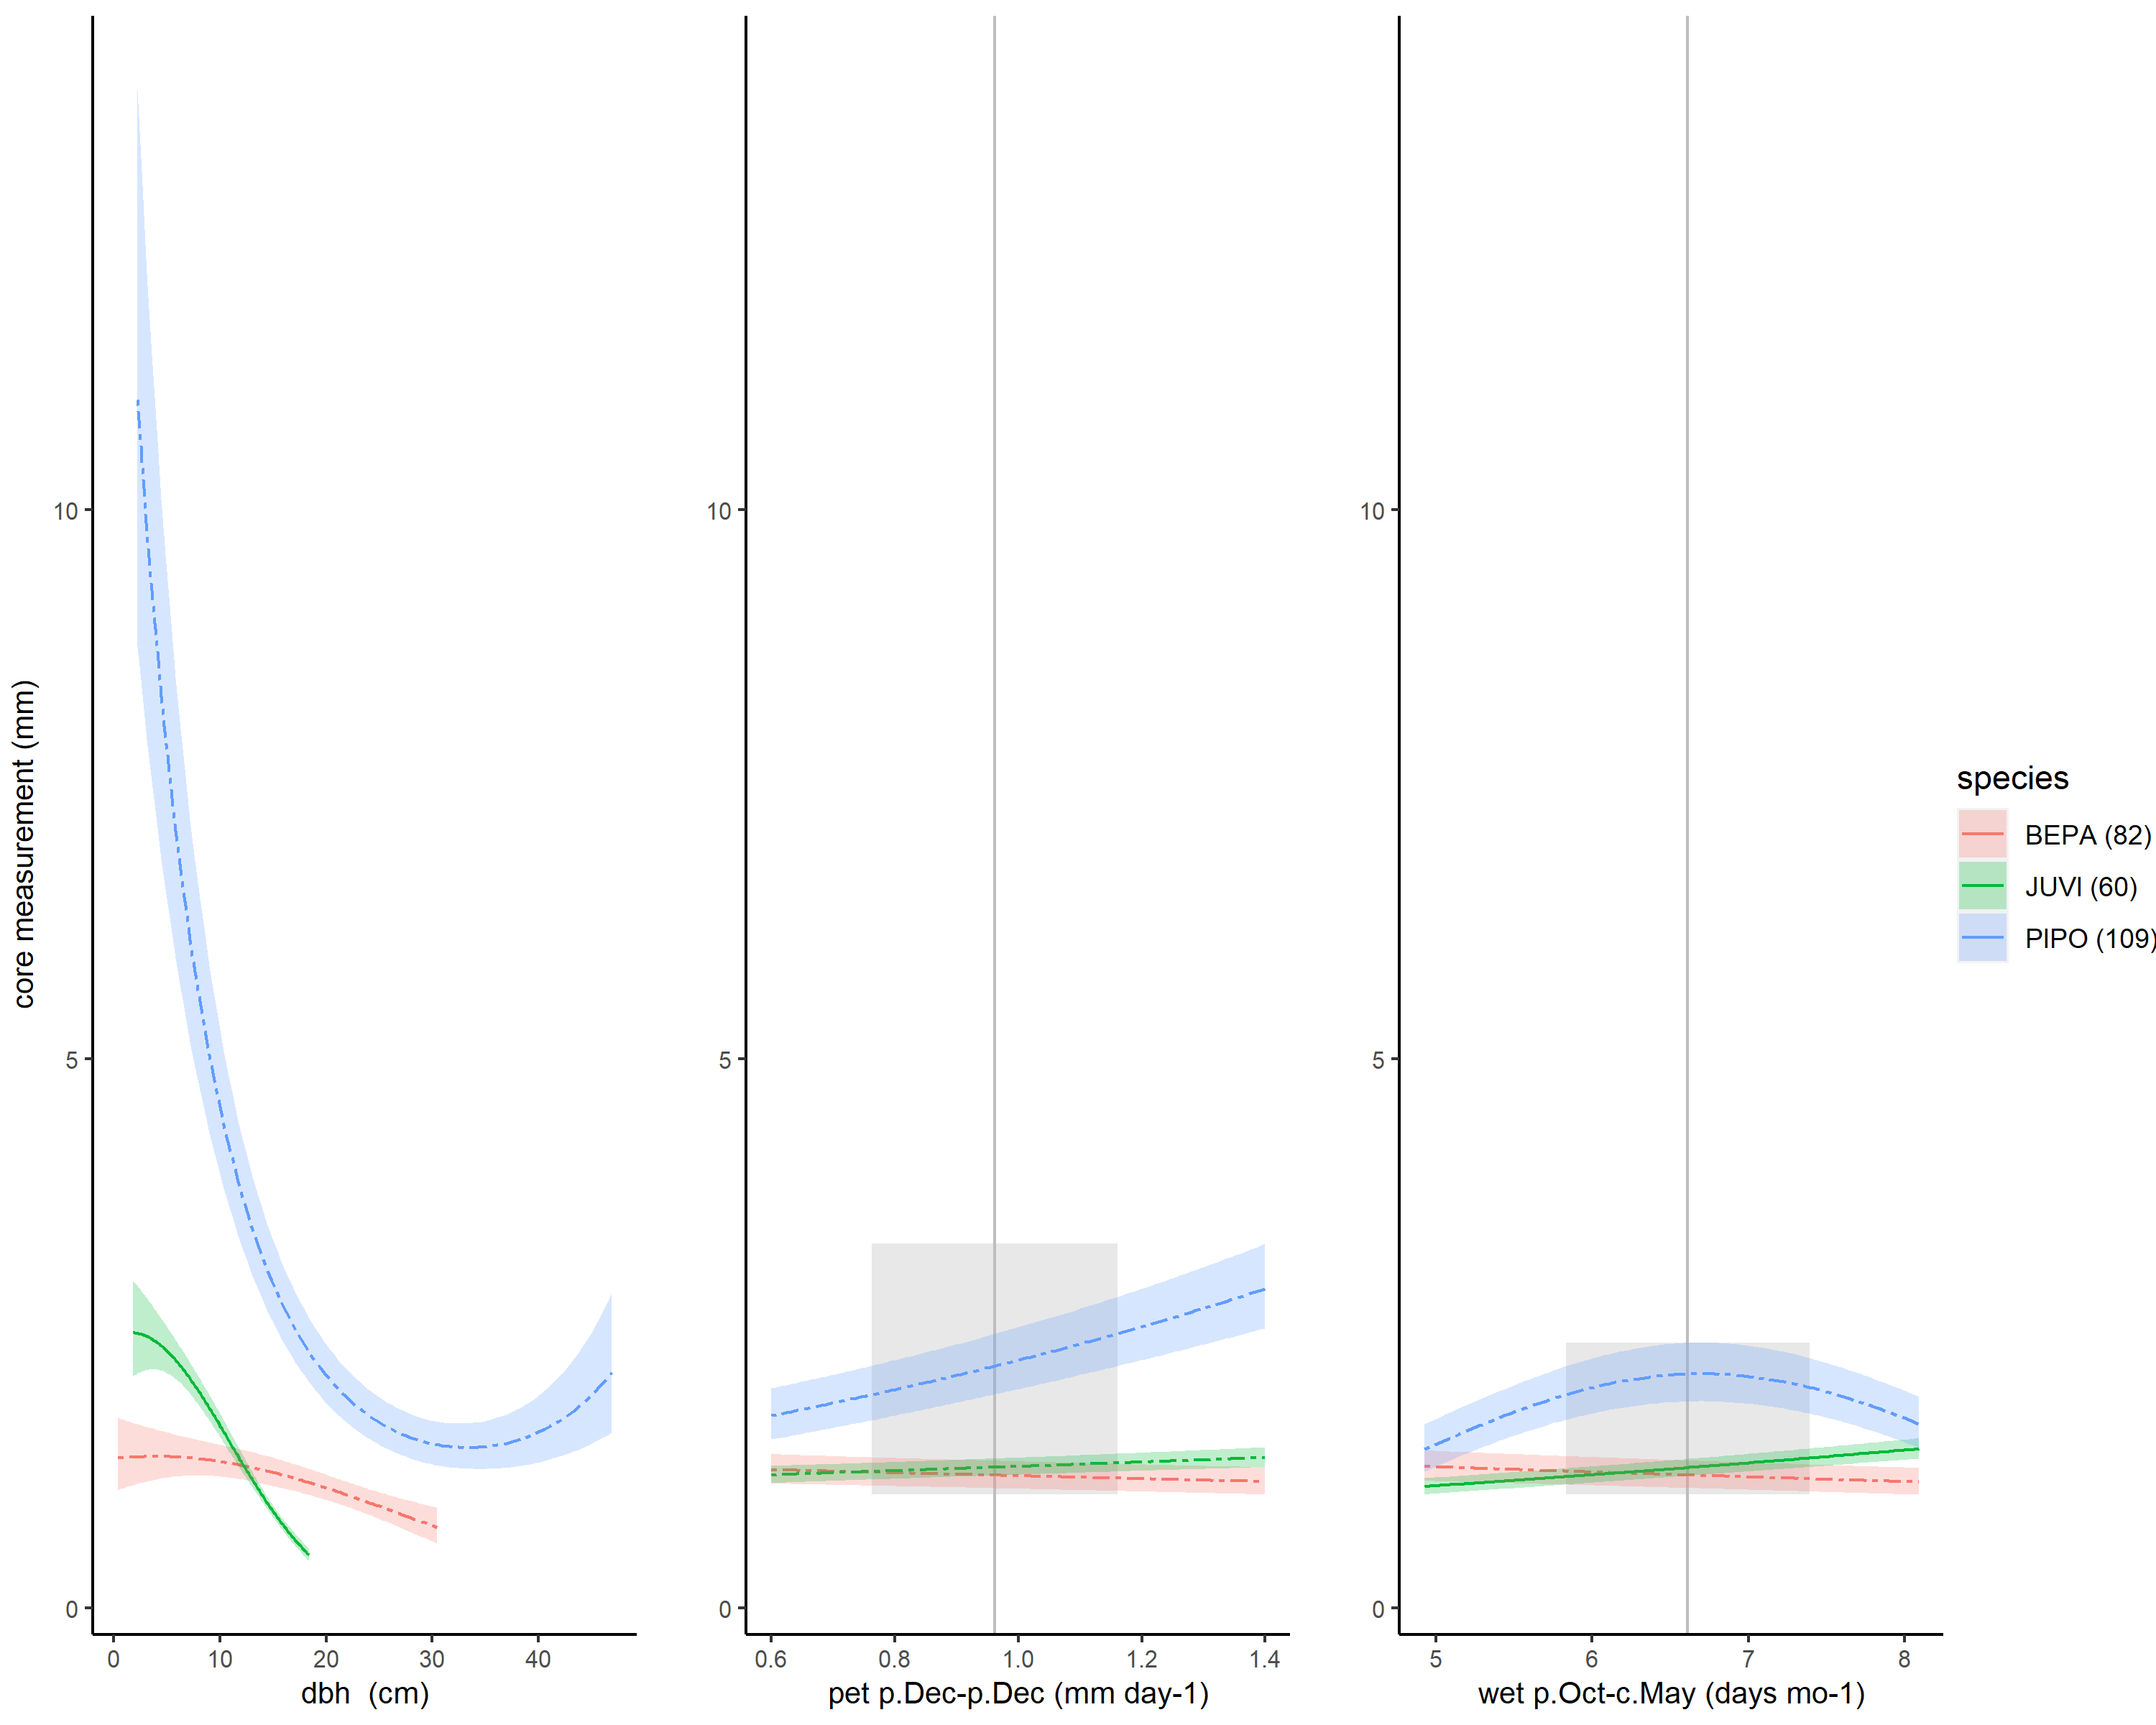 core measurement (mm)
10
5
0
0 10 20 30 40
dbh  (cm)
10
5
0
0.6 0.8 1.0 1.2 1.4
pet p.Dec-p.Dec (mm day-1)
10
5
0
5 6 7 8
wet p.Oct-c.May (days mo-1)
species
BEPA (82)
JUVI (60)
PIPO (109)